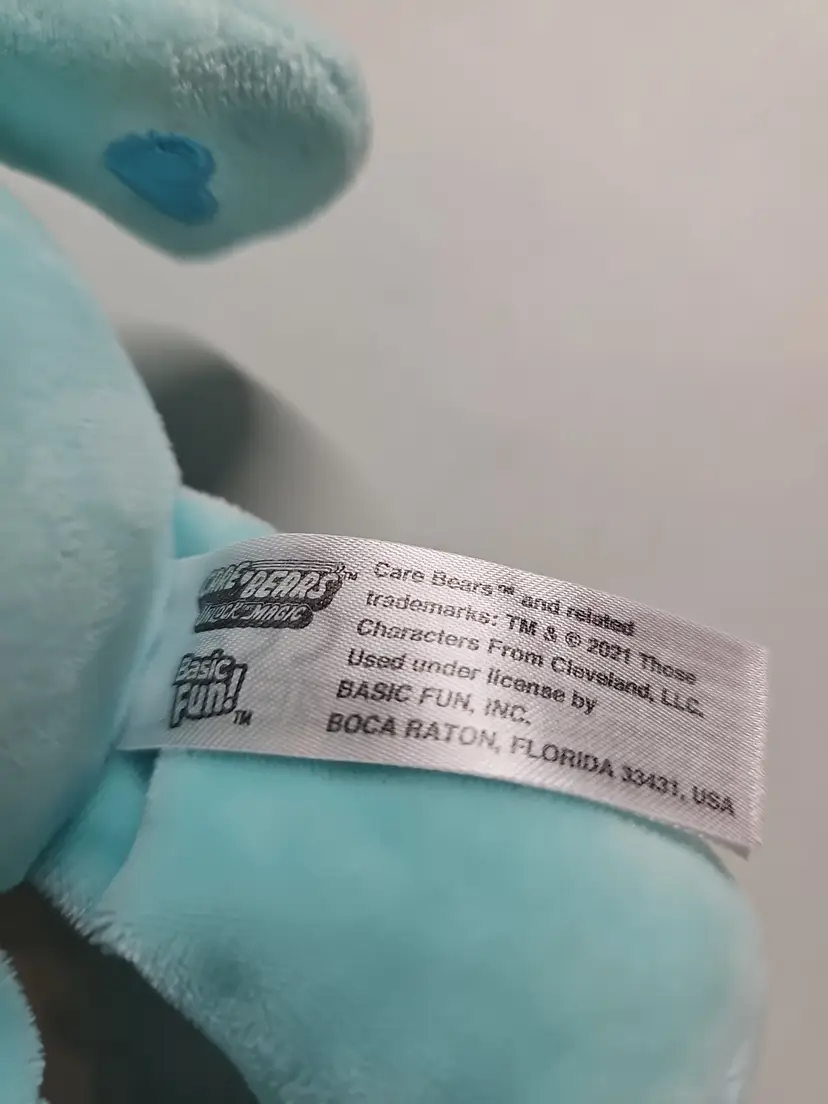 CARE BEARS™
UNLOCK THE MAGIC
Basic
Fun!™
Care Bears™ and related
trademarks: TM & © 2021 Those
Characters From Cleveland, LLC.
Used under license by
BASIC FUN, INC.
BOCA RATON, FLORIDA 33431, USA